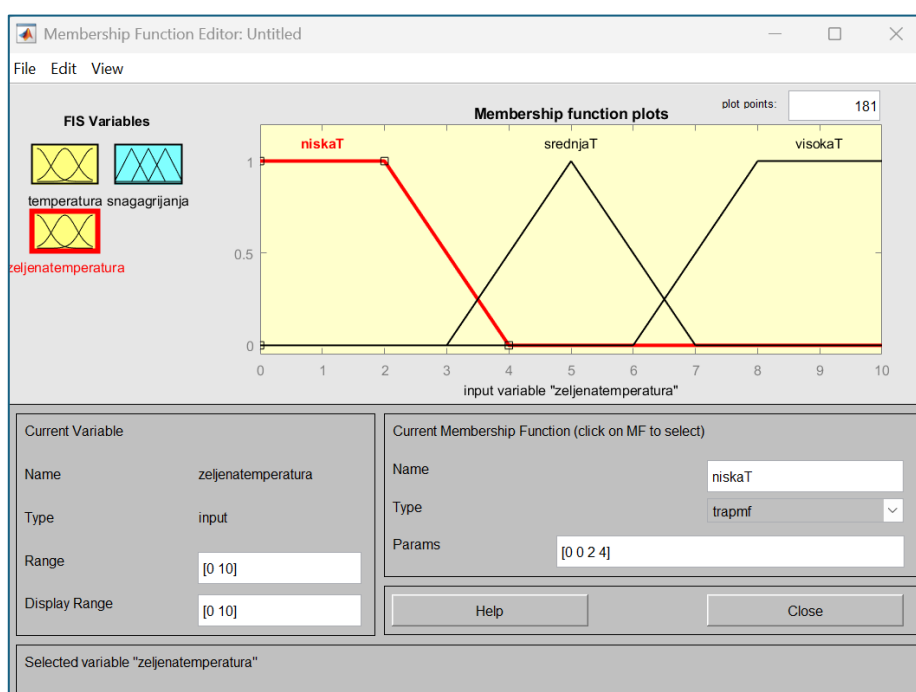 Membership Function Editor: Untitled
File Edit View
FIS Variables
temperatura snagagrijanja
zeljenatemperatura
Membership function plots
plot points: 181
niskaT srednjaT visokaT
1
0.5
0
0 1 2 3 4 5 6 7 8 9 10
input variable "zeljenatemperatura"
Current Variable
Name zeljenatemperatura
Type input
Range [0 10]
Display Range [0 10]
Current Membership Function (click on MF to select)
Name niskaT
Type trapmf
Params [0 0 2 4]
Help Close
Selected variable "zeljenatemperatura"